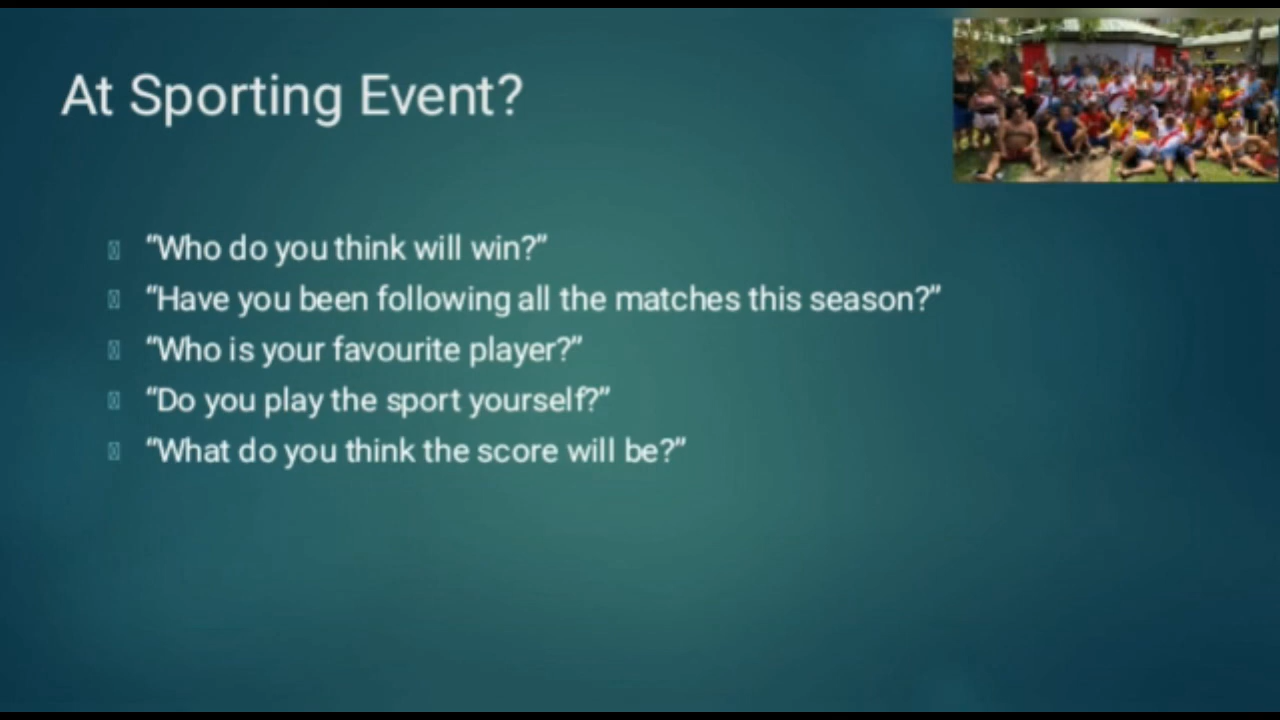 At Sporting Event?
“Who do you think will win?”
“Have you been following all the matches this season?”
“Who is your favourite player?”
“Do you play the sport yourself?”
“What do you think the score will be?”